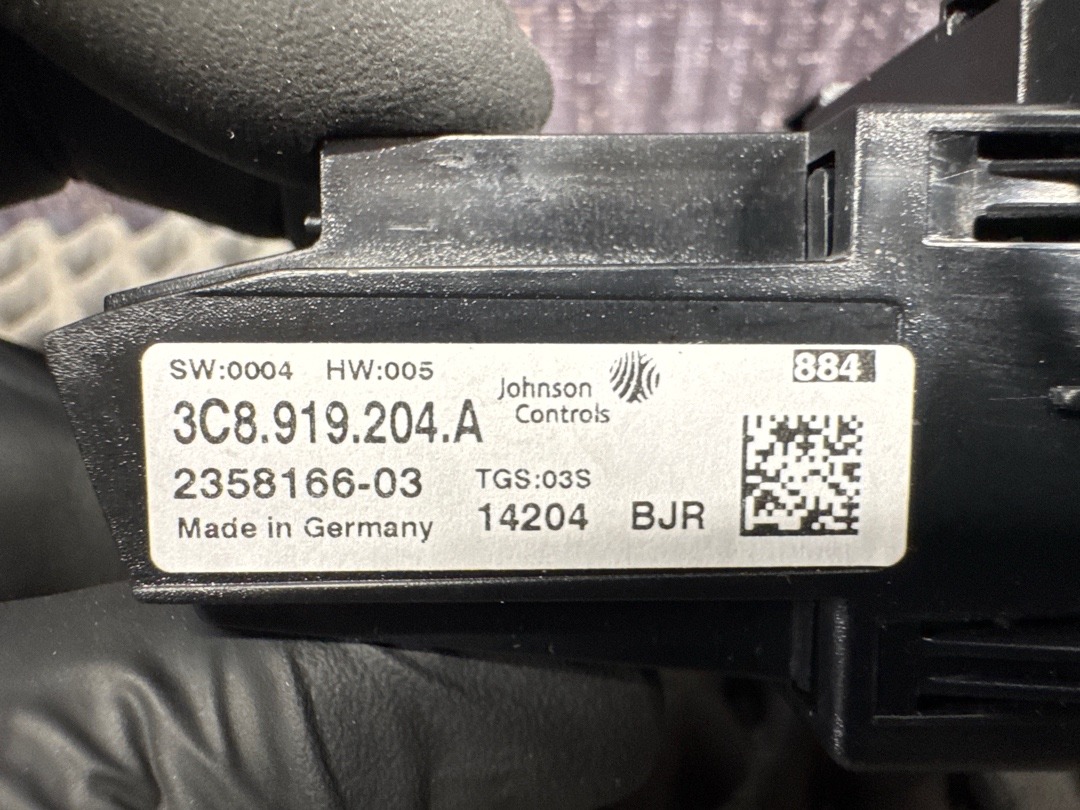 SW:0004 HW:005
Johnson Controls
884
3C8.919.204.A
2358166-03
TGS:03S
Made in Germany
14204 BJR